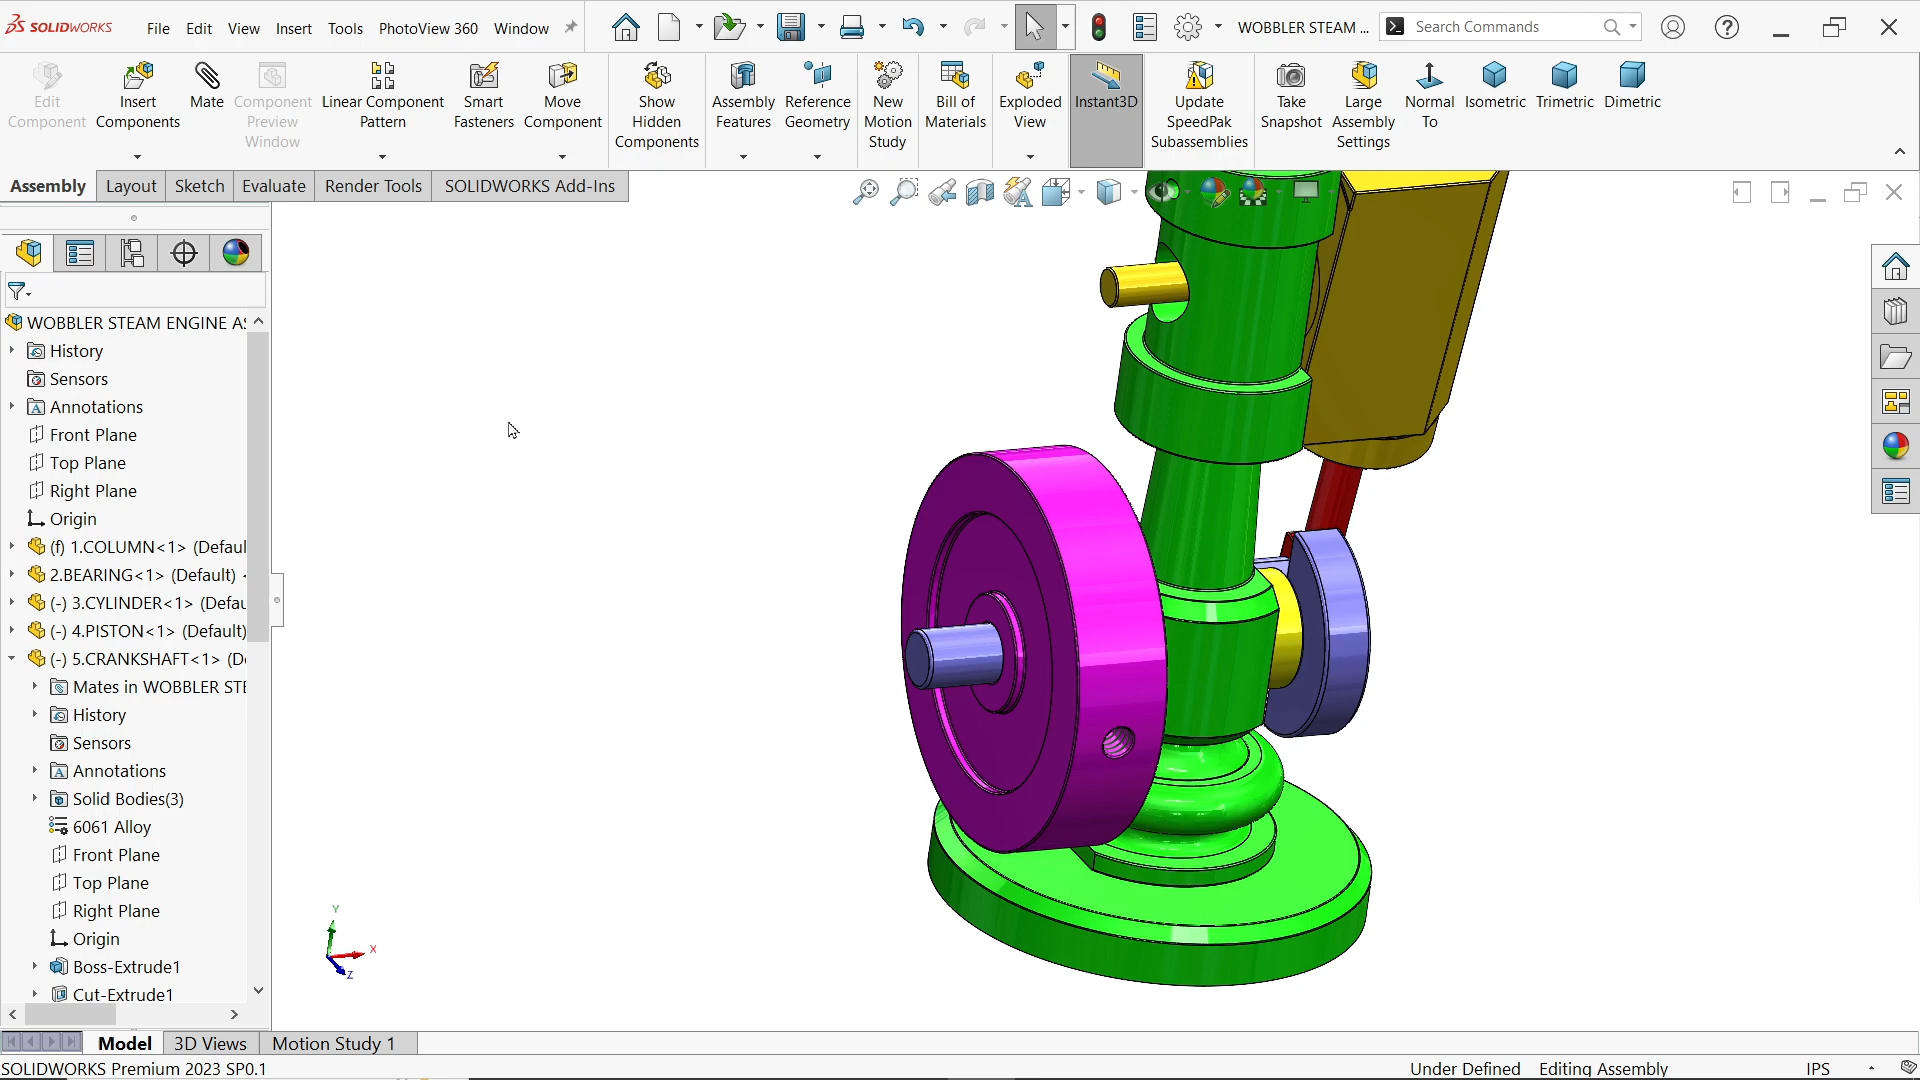 SOLIDWORKS File Edit View Insert Tools PhotoView 360 Window WOBBLER STEAM ... Search Commands
Edit Component
Insert Components
Mate
Component Preview Window
Linear Component Pattern
Smart Fasteners
Move Component
Show Hidden Components
Assembly Features
Reference Geometry
New Motion Study
Bill of Materials
Exploded View
Instant3D
Update SpeedPak Subassemblies
Take Snapshot
Large Assembly Settings
Normal To
Isometric
Trimetric
Dimetric
Assembly Layout Sketch Evaluate Render Tools SOLIDWORKS Add-Ins
WOBBLER STEAM ENGINE AS
History
Sensors
Annotations
Front Plane
Top Plane
Right Plane
Origin
(f) 1.COLUMN<1> (Defaul
2.BEARING<1> (Default)
(-) 3.CYLINDER<1> (Defau
(-) 4.PISTON<1> (Default)
(-) 5.CRANKSHAFT<1> (De
Mates in WOBBLER STE
History
Sensors
Annotations
Solid Bodies(3)
6061 Alloy
Front Plane
Top Plane
Right Plane
Origin
Boss-Extrude1
Cut-Extrude1
Y
X
Z
Model 3D Views Motion Study 1
SOLIDWORKS Premium 2023 SP0.1 Under Defined Editing Assembly IPS